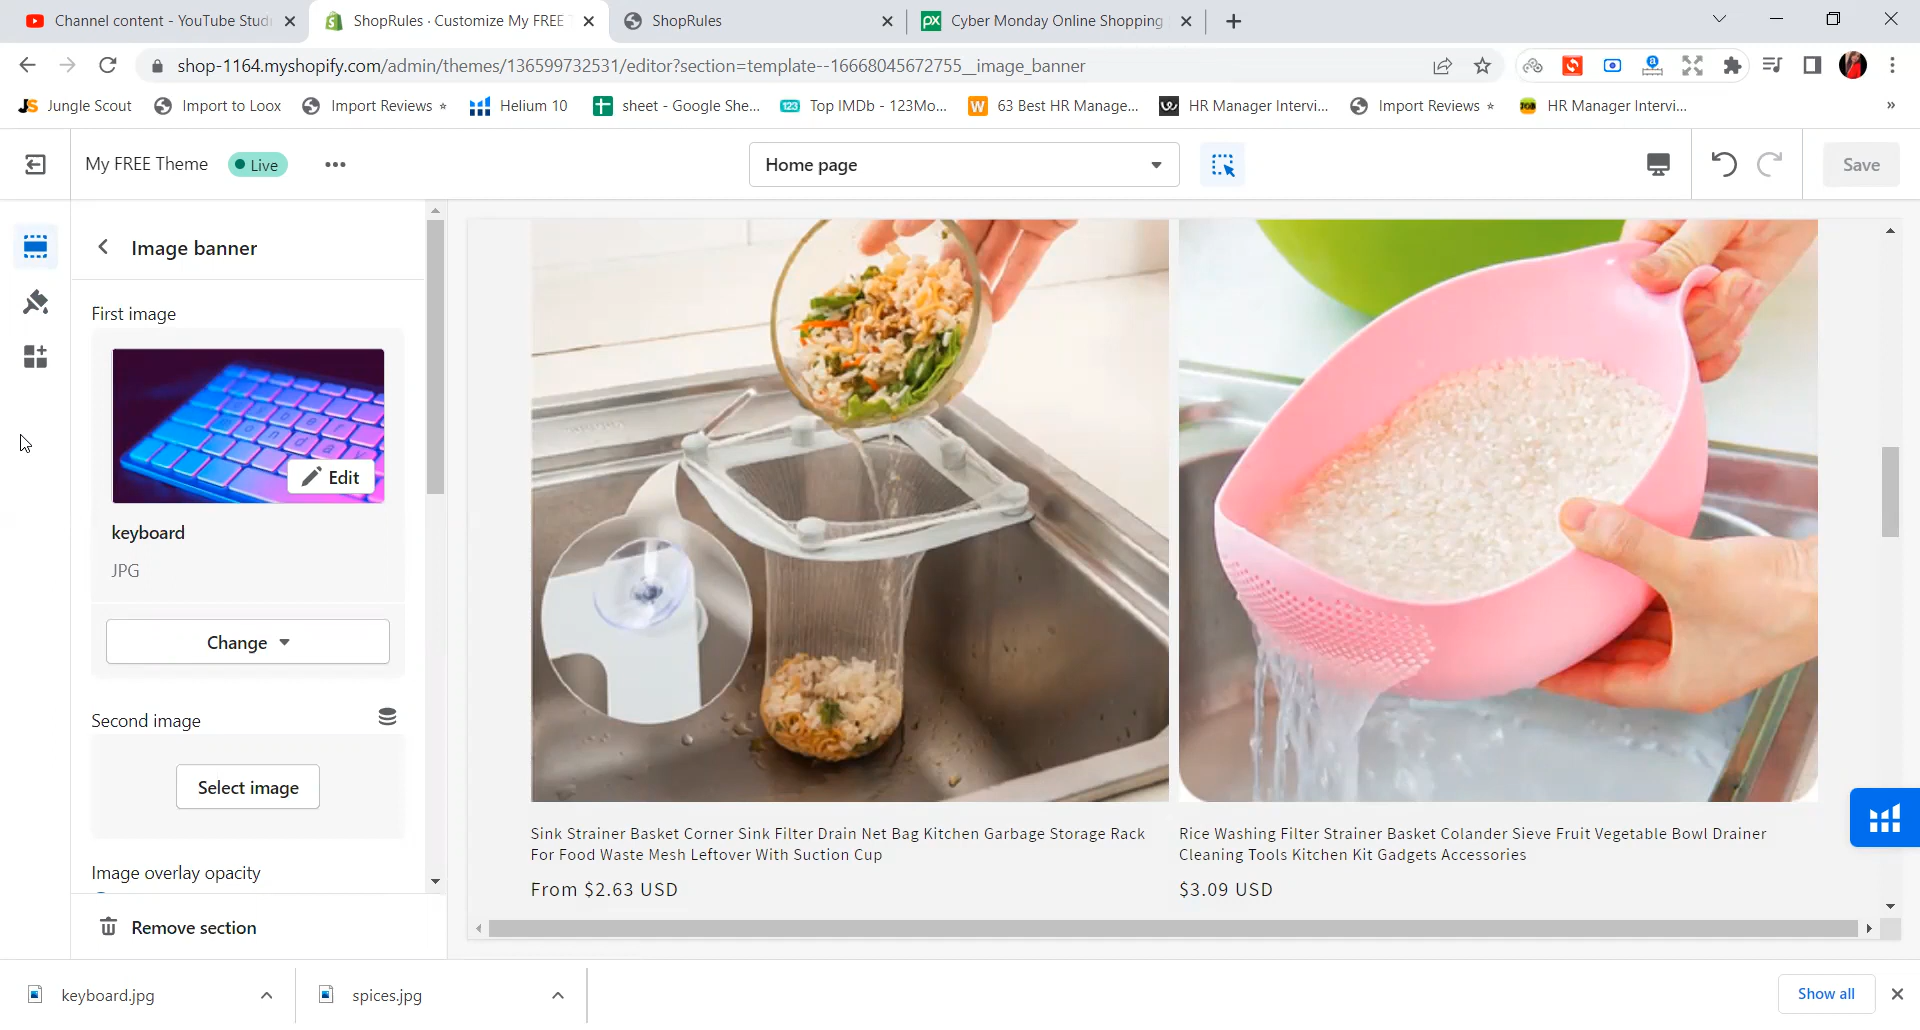 Channel content - YouTube Studi
ShopRules · Customize My FREE T
ShopRules
Cyber Monday Online Shopping
shop-1164.myshopify.com/admin/themes/136599732531/editor?section=template--16668045672755__image_banner
Jungle Scout
Import to Loox
Import Reviews ★
Helium 10
sheet - Google She...
Top IMDb - 123Mo...
63 Best HR Manage...
HR Manager Intervi...
Import Reviews ★
HR Manager Intervi...
»
My FREE Theme
Live
Home page
Save
Image banner
First image
Edit
keyboard
JPG
Change
Second image
Select image
Image overlay opacity
Remove section
Sink Strainer Basket Corner Sink Filter Drain Net Bag Kitchen Garbage Storage Rack
For Food Waste Mesh Leftover With Suction Cup
From $2.63 USD
Rice Washing Filter Strainer Basket Colander Sieve Fruit Vegetable Bowl Drainer
Cleaning Tools Kitchen Kit Gadgets Accessories
$3.09 USD
keyboard.jpg
spices.jpg
Show all